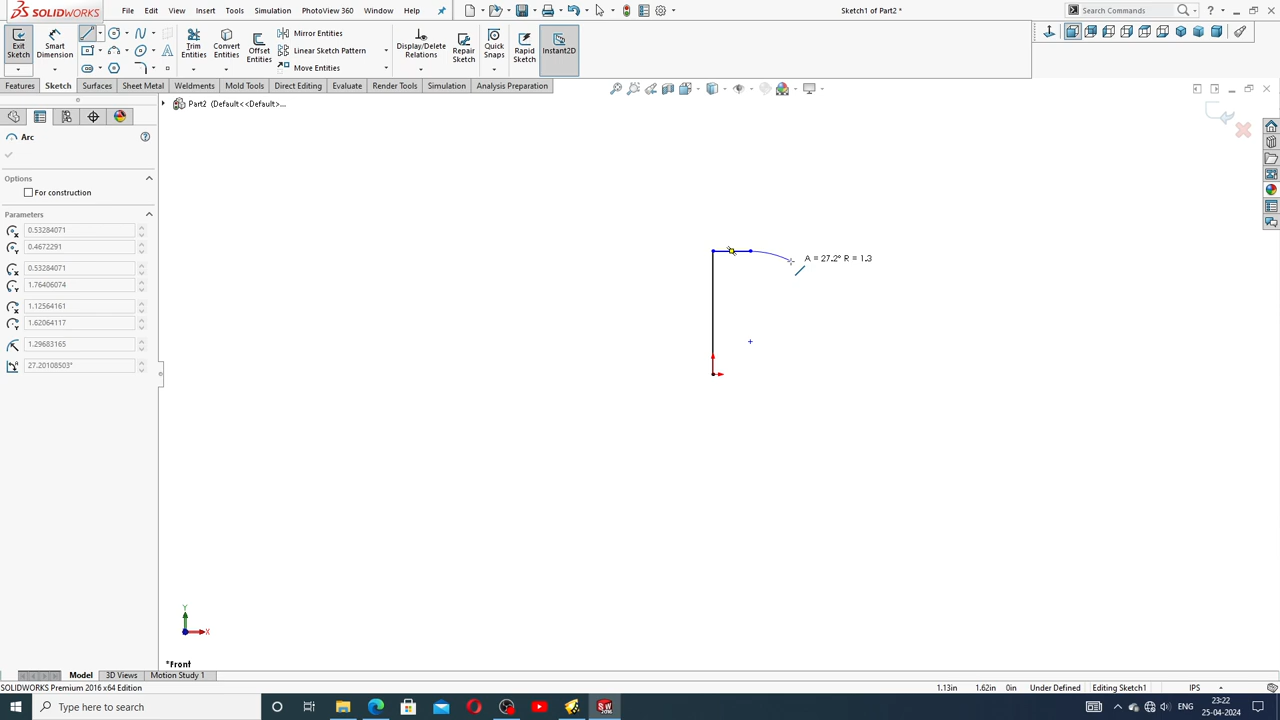 SOLIDWORKS
File Edit View Insert Tools Simulation PhotoView 360 Window Help
Sketch1 of Part2 *
Search Commands
Exit Sketch
Smart Dimension
Trim Entities
Convert Entities
Offset Entities
Mirror Entities
Linear Sketch Pattern
Move Entities
Display/Delete Relations
Repair Sketch
Quick Snaps
Rapid Sketch
Instant2D
Features Sketch Surfaces Sheet Metal Weldments Mold Tools Direct Editing Evaluate Render Tools Simulation Analysis Preparation
Part2 (Default<<Default>...
Arc
Options
For construction
Parameters
0.53284071
0.4672291
0.53284071
1.76406074
1.12564161
1.62064117
1.29683165
27.20108503°
A = 27.2° R = 1.3
Y
X
*Front
Model 3D Views Motion Study 1
SOLIDWORKS Premium 2016 x64 Edition
1.13in 1.62in 0in Under Defined Editing Sketch1 IPS
Type here to search
ENG
23:22
25-04-2024